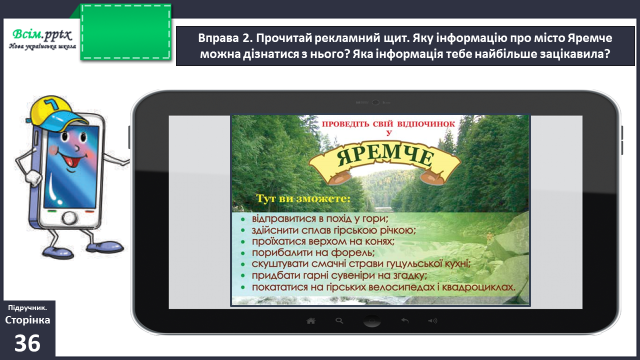 Всім.pptx
Нова українська школа
Вправа 2. Прочитай рекламний щит. Яку інформацію про місто Яремче
можна дізнатися з нього? Яка інформація тебе найбільше зацікавила?
ПРОВЕДІТЬ СВІЙ ВІДПОЧИНОК
У
ЯРЕМЧЕ
Тут ви зможете:
• відправитися в похід у гори;
• здійснити сплав гірською річкою;
• проїхатися верхом на конях;
• порибалити на форель;
• скуштувати смачні страви гуцульської кухні;
• придбати гарні сувеніри на згадку;
• покататися на гірських велосипедах і квадроциклах.
Підручник.
Сторінка
36